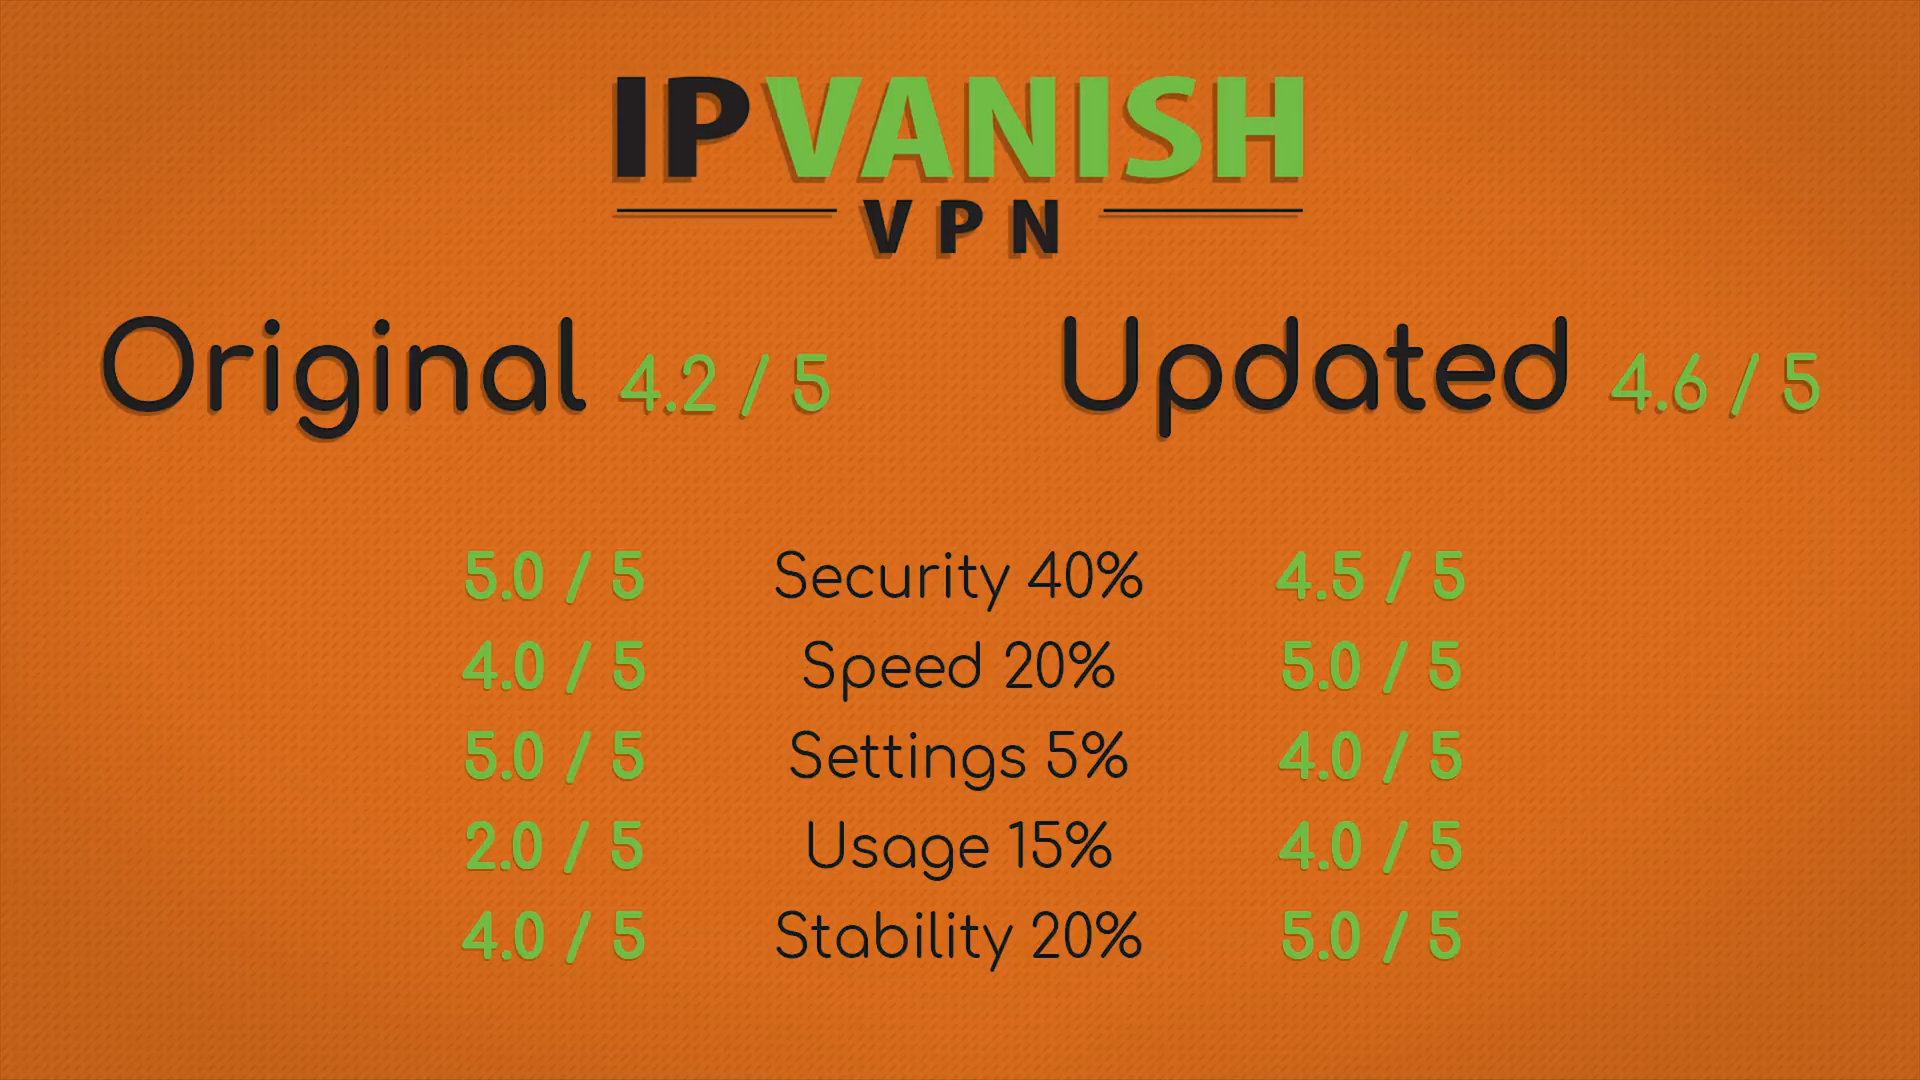 IPVANISH
VPN
Original 4.2 / 5 Updated 4.6 / 5
5.0 / 5 Security 40% 4.5 / 5
4.0 / 5 Speed 20% 5.0 / 5
5.0 / 5 Settings 5% 4.0 / 5
2.0 / 5 Usage 15% 4.0 / 5
4.0 / 5 Stability 20% 5.0 / 5